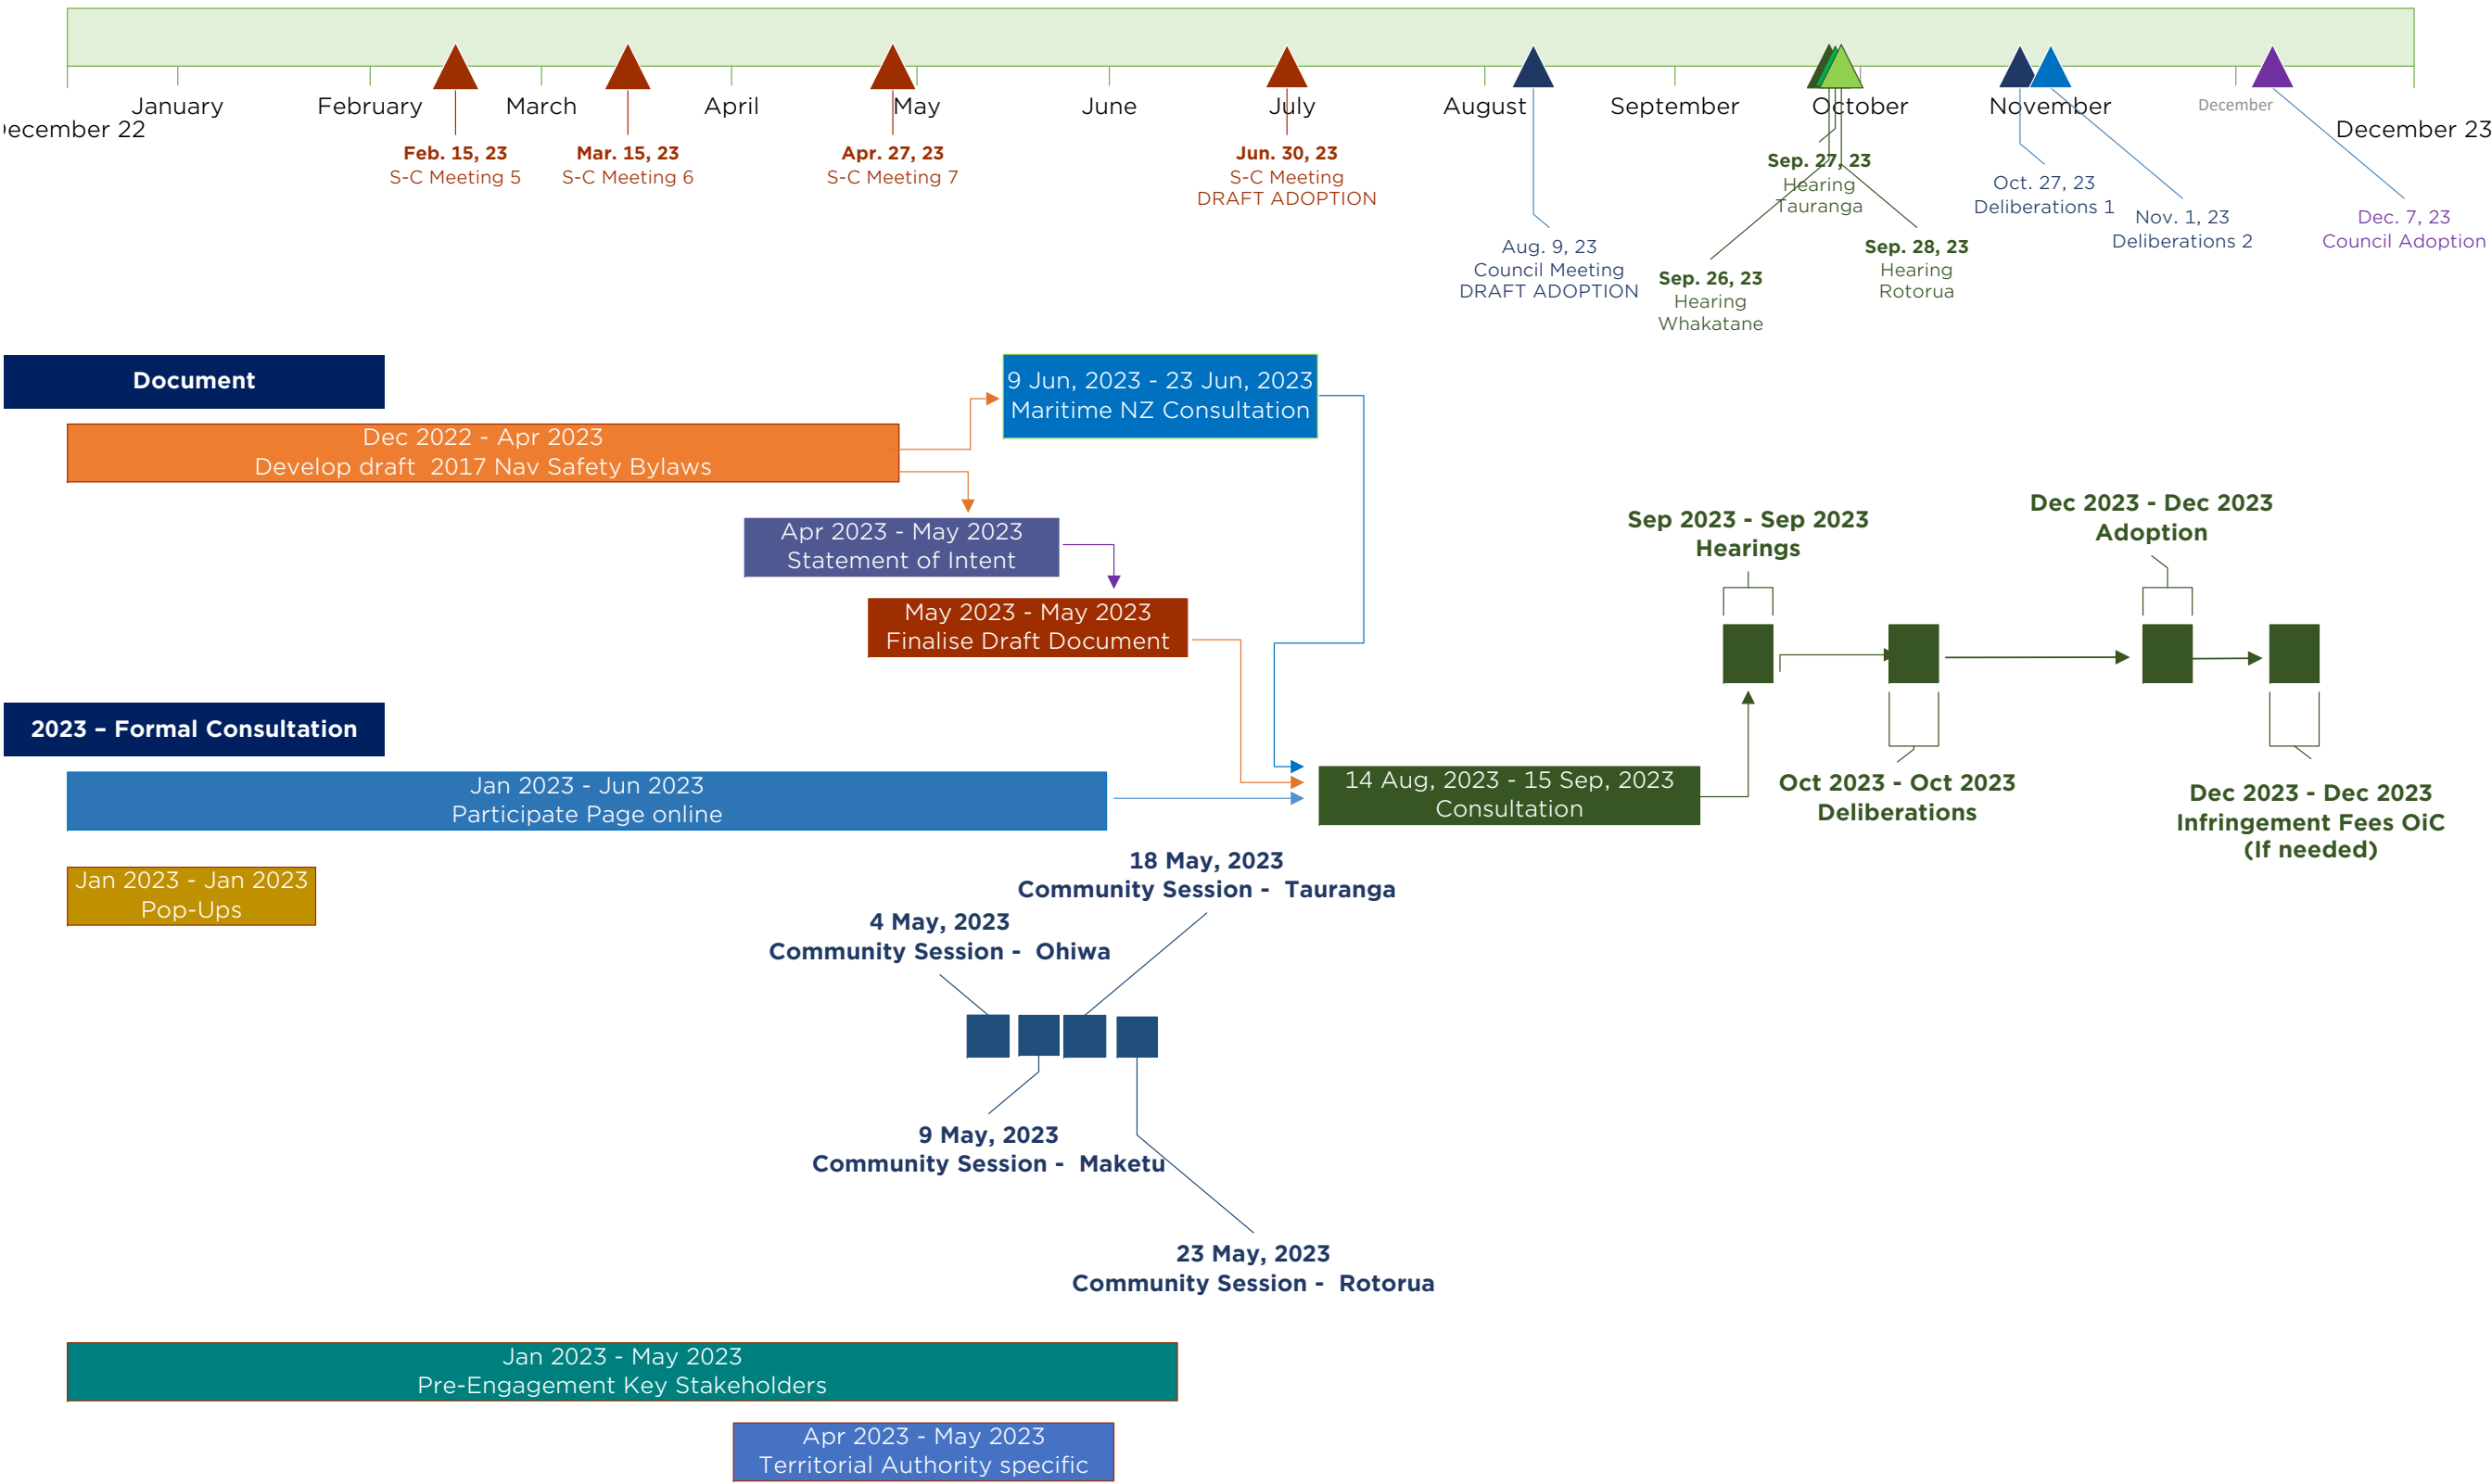 January
February
March
April
May
June
July
August
September
October
November
December
ecember 22
December 23
Feb. 15, 23
S-C Meeting 5
Mar. 15, 23
S-C Meeting 6
Apr. 27, 23
S-C Meeting 7
Jun. 30, 23
S-C Meeting
DRAFT ADOPTION
Aug. 9, 23
Council Meeting
DRAFT ADOPTION
Sep. 26, 23
Hearing
Whakatane
Sep. 27, 23
Hearing
Tauranga
Sep. 28, 23
Hearing
Rotorua
Oct. 27, 23
Deliberations 1
Nov. 1, 23
Deliberations 2
Dec. 7, 23
Council Adoption
Document
9 Jun, 2023 - 23 Jun, 2023
Maritime NZ Consultation
Dec 2022 - Apr 2023
Develop draft 2017 Nav Safety Bylaws
Apr 2023 - May 2023
Statement of Intent
May 2023 - May 2023
Finalise Draft Document
Sep 2023 - Sep 2023
Hearings
Dec 2023 - Dec 2023
Adoption
2023 – Formal Consultation
Jan 2023 - Jun 2023
Participate Page online
14 Aug, 2023 - 15 Sep, 2023
Consultation
Oct 2023 - Oct 2023
Deliberations
Dec 2023 - Dec 2023
Infringement Fees OiC
(If needed)
Jan 2023 - Jan 2023
Pop-Ups
18 May, 2023
Community Session - Tauranga
4 May, 2023
Community Session - Ohiwa
9 May, 2023
Community Session - Maketu
23 May, 2023
Community Session - Rotorua
Jan 2023 - May 2023
Pre-Engagement Key Stakeholders
Apr 2023 - May 2023
Territorial Authority specific